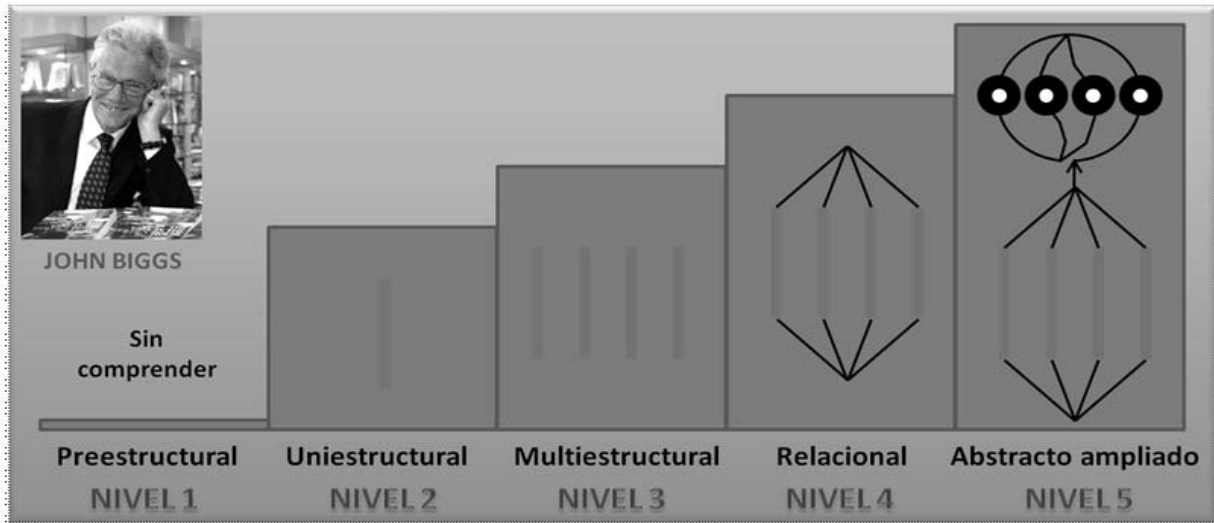 JOHN BIGGS
Sin
comprender
Preestructural
NIVEL 1
Uniestructural
NIVEL 2
Multiestructural
NIVEL 3
Relacional
NIVEL 4
Abstracto ampliado
NIVEL 5